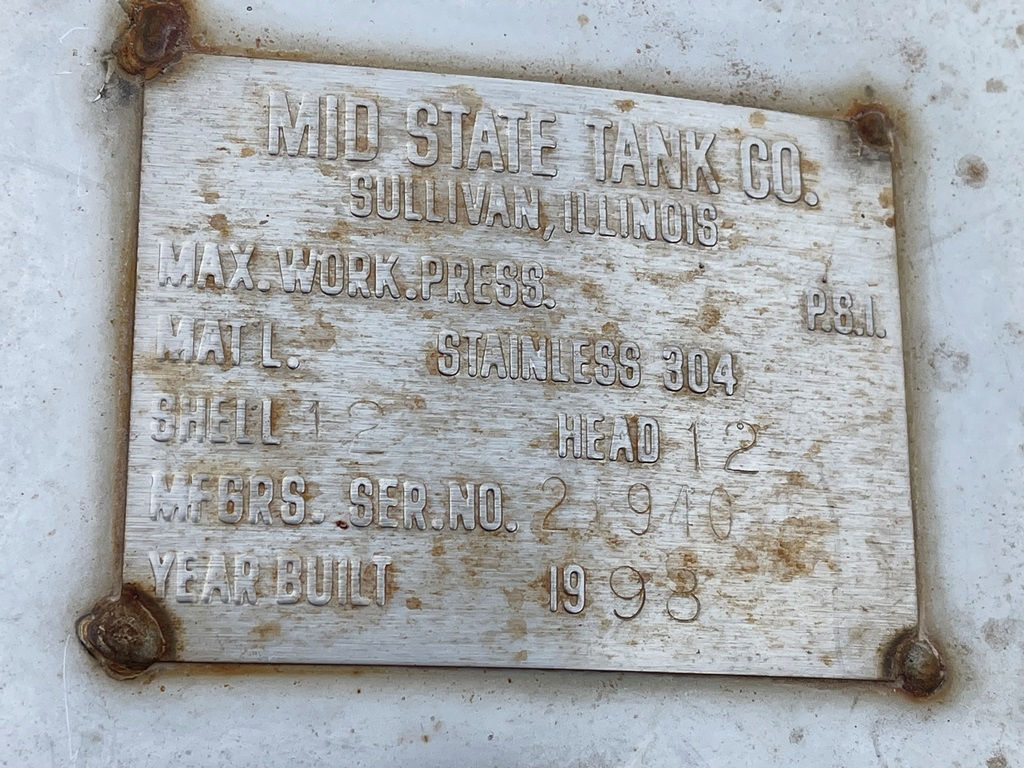 MID STATE TANK CO.
SULLIVAN, ILLINOIS
MAX. WORK. PRESS. P.S.I.
MAT'L. STAINLESS 304
SHELL 12 HEAD 12
MFGRS. SER. NO.
YEAR BUILT 1998